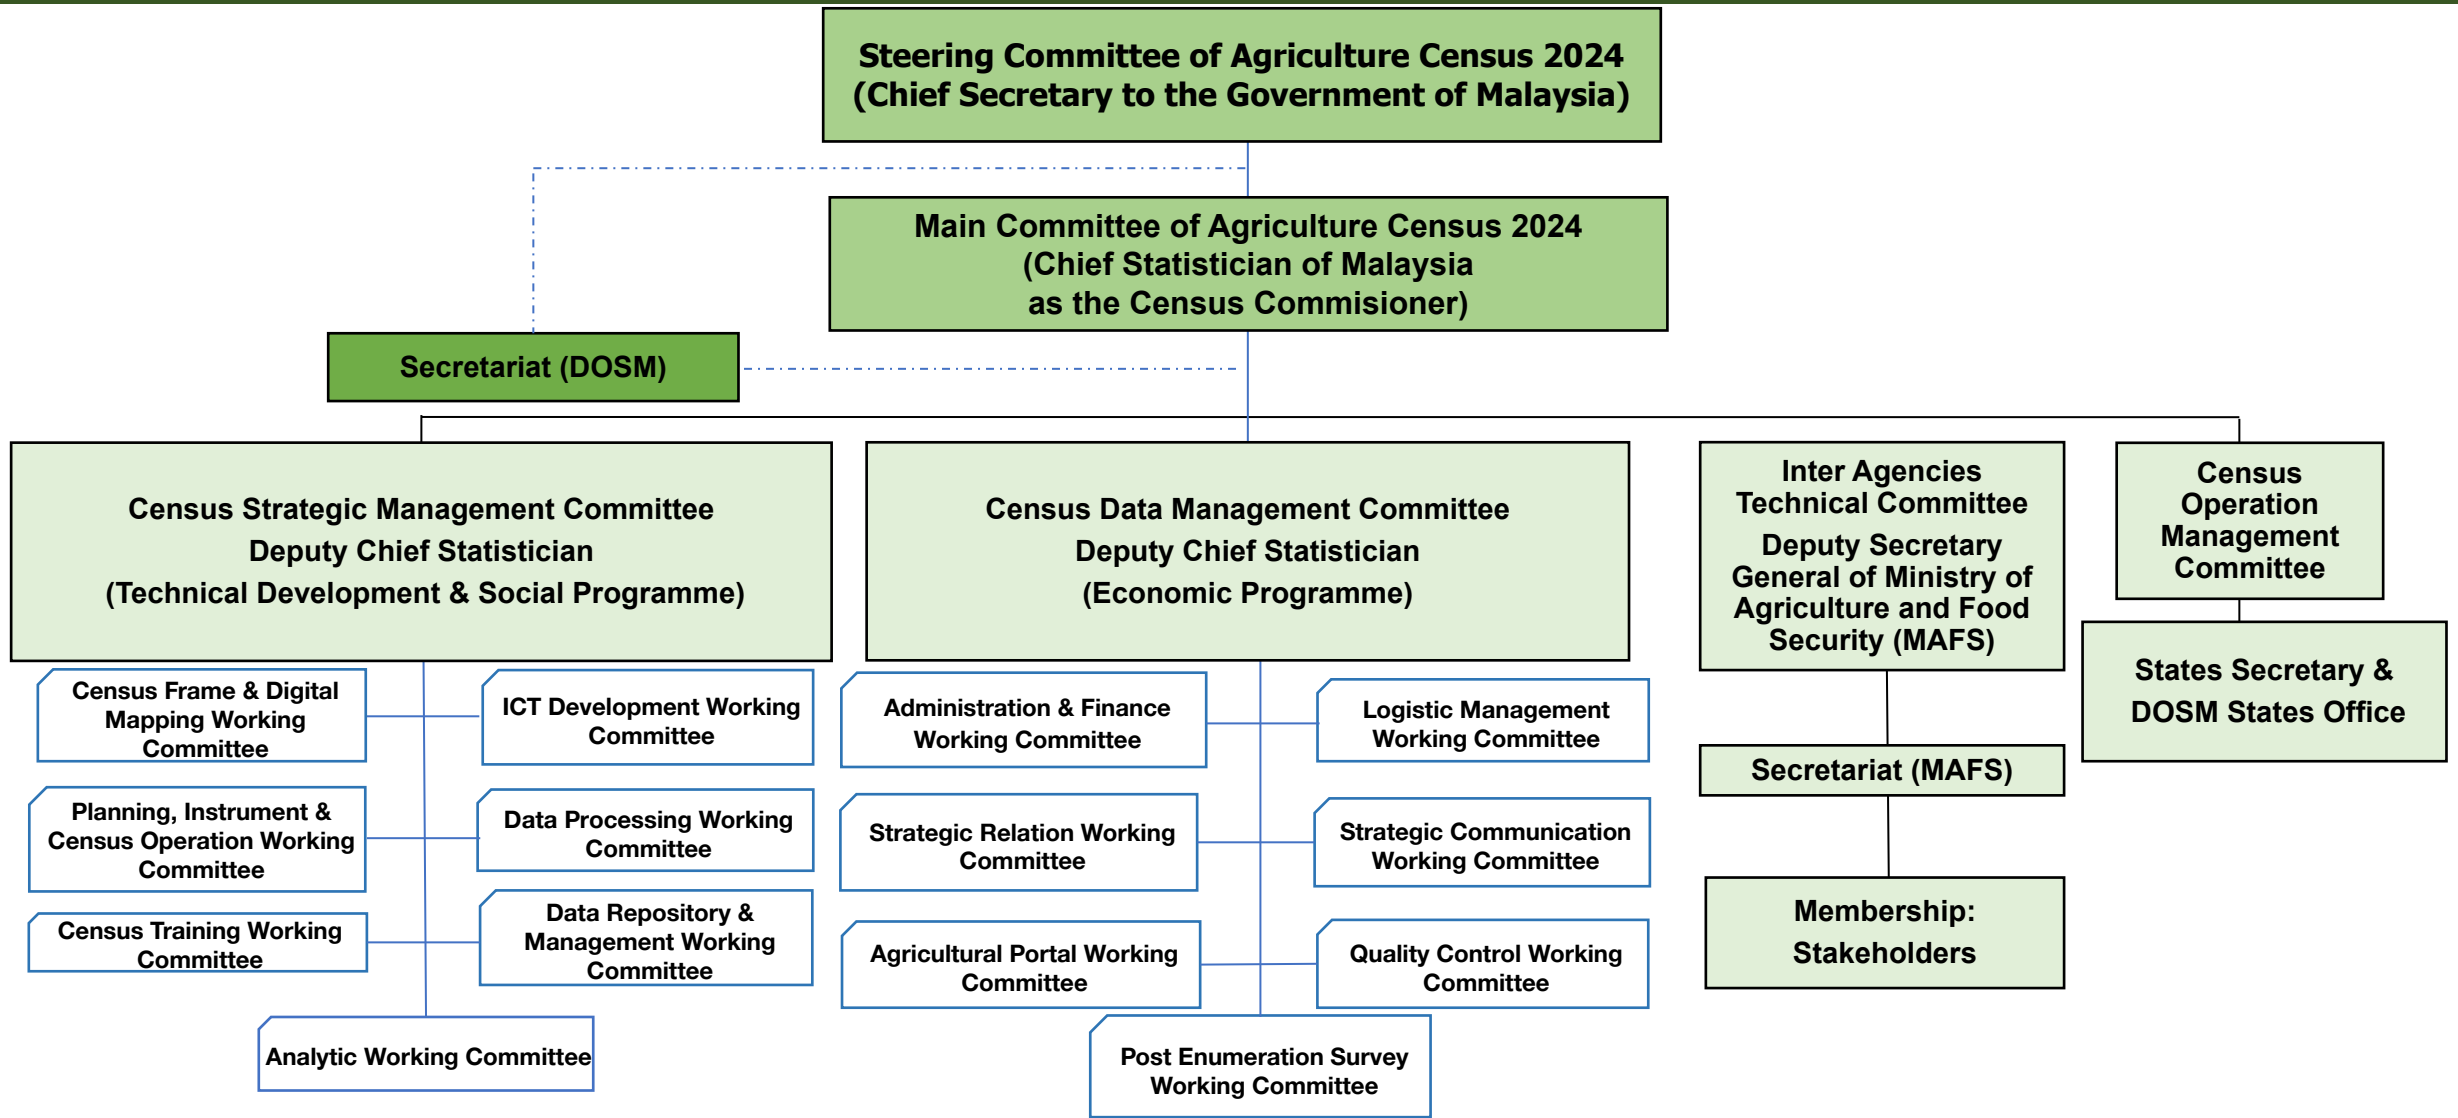 Steering Committee of Agriculture Census 2024
(Chief Secretary to the Government of Malaysia)
Main Committee of Agriculture Census 2024
(Chief Statistician of Malaysia
as the Census Commisioner)
Secretariat (DOSM)
Census Strategic Management Committee
Deputy Chief Statistician
(Technical Development & Social Programme)
Census Data Management Committee
Deputy Chief Statistician
(Economic Programme)
Inter Agencies
Technical Committee
Deputy Secretary
General of Ministry of
Agriculture and Food
Security (MAFS)
Census
Operation
Management
Committee
States Secretary &
DOSM States Office
Secretariat (MAFS)
Membership:
Stakeholders
Census Frame & Digital
Mapping Working
Committee
ICT Development Working
Committee
Planning, Instrument &
Census Operation Working
Committee
Data Processing Working
Committee
Census Training Working
Committee
Data Repository &
Management Working
Committee
Analytic Working Committee
Administration & Finance
Working Committee
Logistic Management
Working Committee
Strategic Relation Working
Committee
Strategic Communication
Working Committee
Agricultural Portal Working
Committee
Quality Control Working
Committee
Post Enumeration Survey
Working Committee